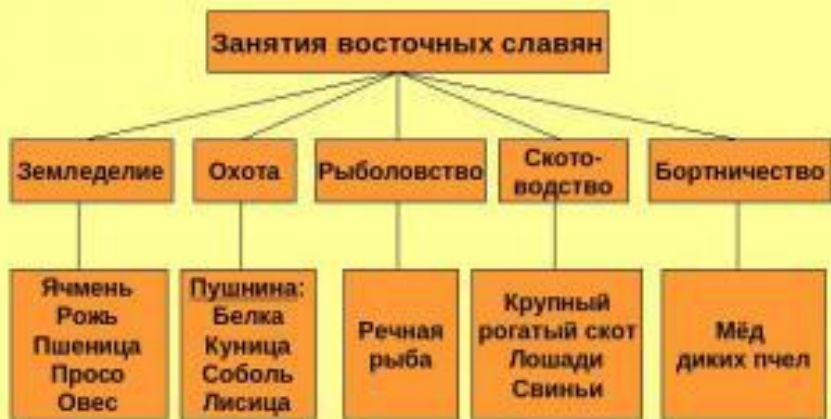 Занятия восточных славян
Земледелие
Охота
Рыболовство
Ското-
водство
Бортничество
Ячмень
Рожь
Пшеница
Просо
Овес
Пушнина:
Белка
Куница
Соболь
Лисица
Речная
рыба
Крупный
рогатый скот
Лошади
Свиньи
Мёд
диких пчел